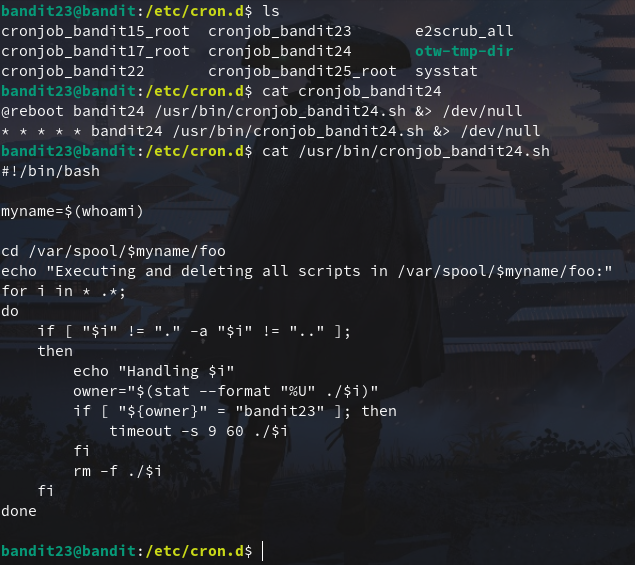 bandit23@bandit:/etc/cron.d$ ls
cronjob_bandit15_root  cronjob_bandit23       e2scrub_all
cronjob_bandit17_root  cronjob_bandit24       otw-tmp-dir
cronjob_bandit22       cronjob_bandit25_root  sysstat
bandit23@bandit:/etc/cron.d$ cat cronjob_bandit24
@reboot bandit24 /usr/bin/cronjob_bandit24.sh &> /dev/null
* * * * * bandit24 /usr/bin/cronjob_bandit24.sh &> /dev/null
bandit23@bandit:/etc/cron.d$ cat /usr/bin/cronjob_bandit24.sh
#!/bin/bash

myname=$(whoami)

cd /var/spool/$myname/foo
echo "Executing and deleting all scripts in /var/spool/$myname/foo:"
for i in * .*;
do
    if [ "$i" != "." -a "$i" != ".." ];
    then
        echo "Handling $i"
        owner="$(stat --format "%U" ./$i)"
        if [ "${owner}" = "bandit23" ]; then
            timeout -s 9 60 ./$i
        fi
        rm -f ./$i
    fi
done

bandit23@bandit:/etc/cron.d$